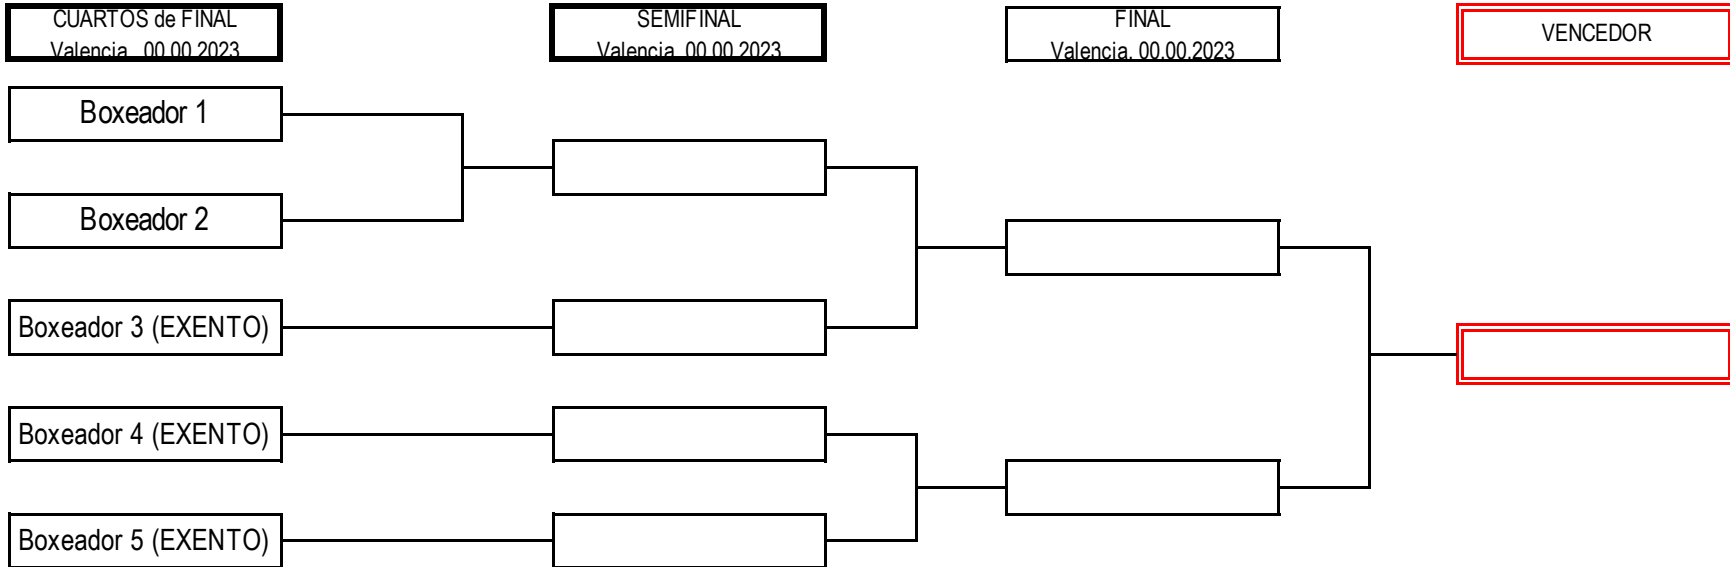 CUARTOS de FINAL
Valencia. 00.00.2023
SEMIFINAL
Valencia. 00.00.2023
FINAL
Valencia. 00.00.2023
VENCEDOR
Boxeador 1
Boxeador 2
Boxeador 3 (EXENTO)
Boxeador 4 (EXENTO)
Boxeador 5 (EXENTO)